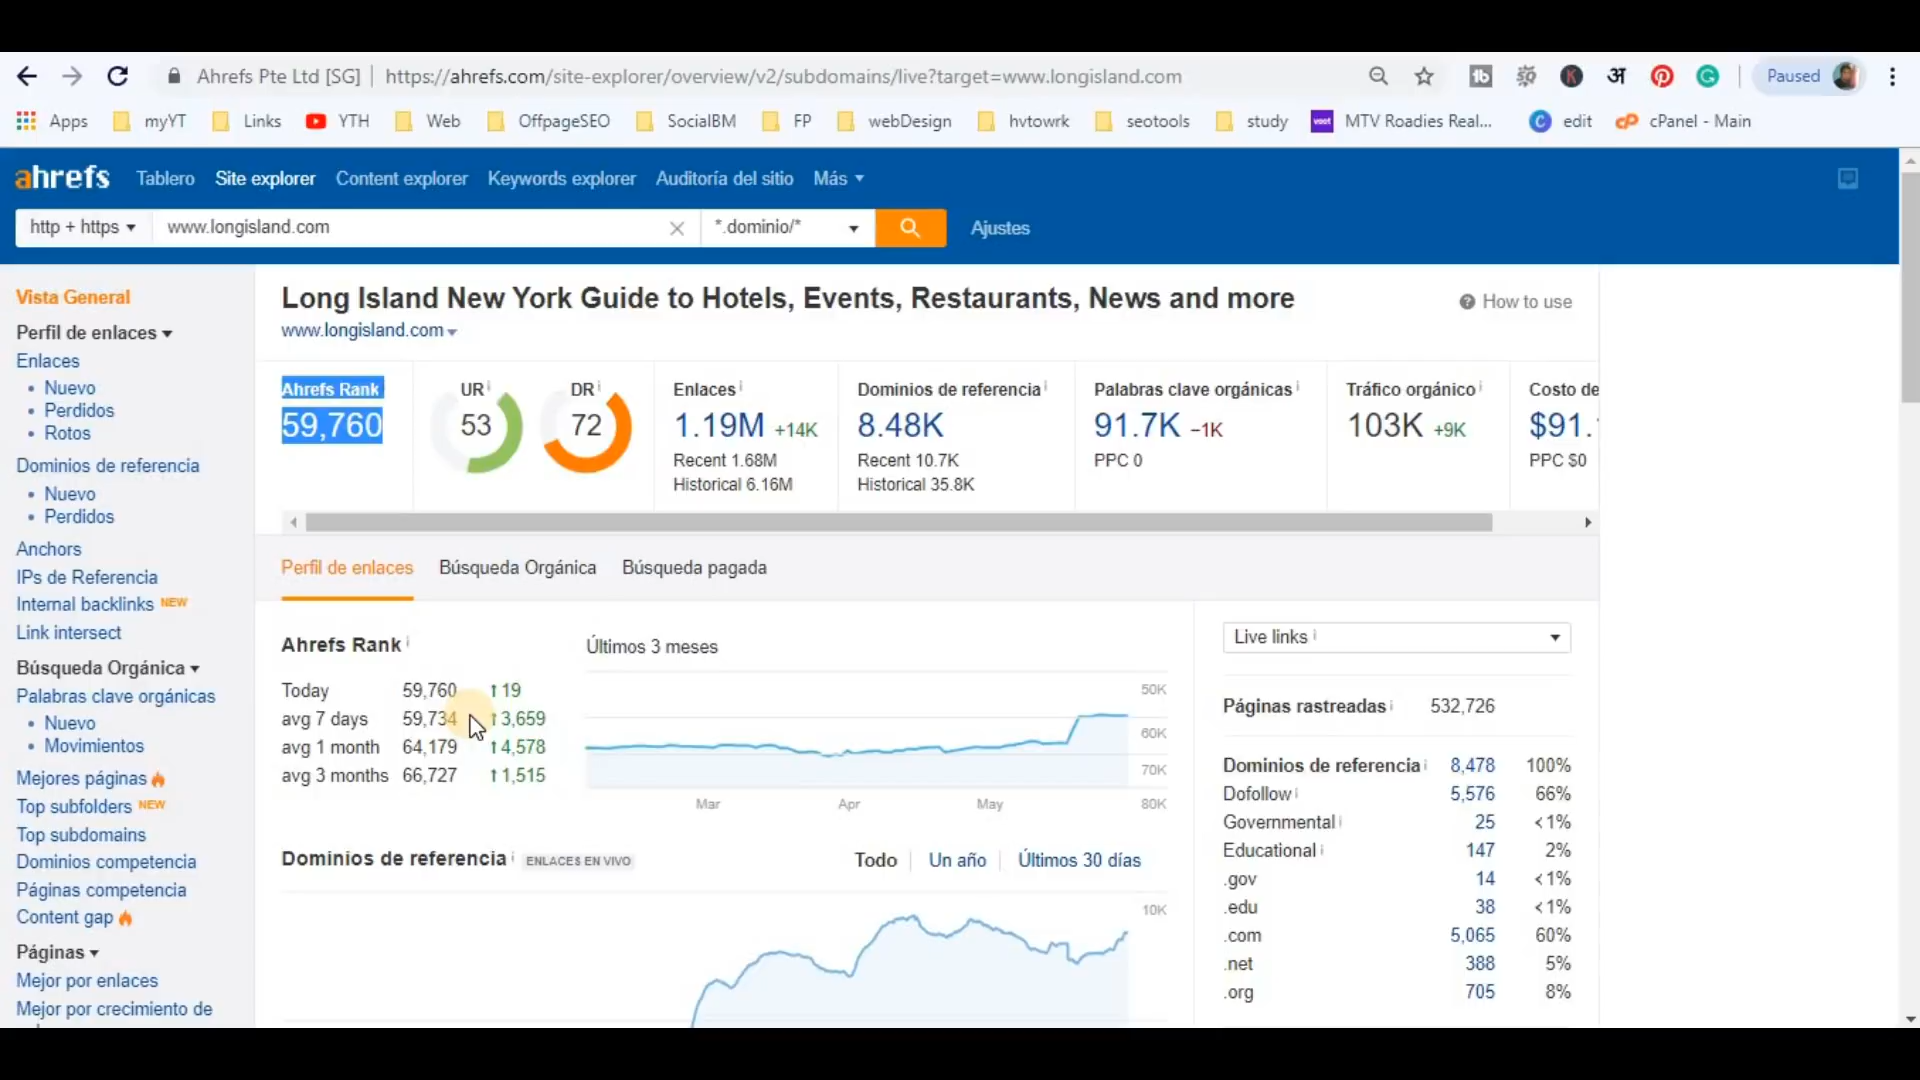 Ahrefs Pte Ltd [SG] | https://ahrefs.com/site-explorer/overview/v2/subdomains/live?target=www.longisland.com
Paused
Apps myYT Links YTH Web OffpageSEO SocialBM FP webDesign hvtowrk seotools study MTV Roadies Real... edit cPanel - Main
ahrefs Tablero Site explorer Content explorer Keywords explorer Auditoría del sitio Más
http + https www.longisland.com *.dominio/* Ajustes
Vista General
Perfil de enlaces
Enlaces
• Nuevo
• Perdidos
• Rotos
Dominios de referencia
• Nuevo
• Perdidos
Anchors
IPs de Referencia
Internal backlinks NEW
Link intersect
Búsqueda Orgánica
Palabras clave orgánicas
• Nuevo
• Movimientos
Mejores páginas
Top subfolders NEW
Top subdomains
Dominios competencia
Páginas competencia
Content gap
Páginas
Mejor por enlaces
Mejor por crecimiento de
Long Island New York Guide to Hotels, Events, Restaurants, News and more
How to use
www.longisland.com
Ahrefs Rank
59,760
UR
53
DR
72
Enlaces
1.19M +14K
Recent 1.68M
Historical 6.16M
Dominios de referencia
8.48K
Recent 10.7K
Historical 35.8K
Palabras clave orgánicas
91.7K −1K
PPC 0
Tráfico orgánico
103K +9K
Costo de
$91.
PPC $0
Perfil de enlaces Búsqueda Orgánica Búsqueda pagada
Ahrefs Rank
Today 59,760 19
avg 7 days 59,734 3,659
avg 1 month 64,179 4,578
avg 3 months 66,727 1,515
Últimos 3 meses
50K
60K
70K
80K
Mar Apr May
Dominios de referencia ENLACES EN VIVO
Todo Un año Últimos 30 días
10K
Live links
Páginas rastreadas 532,726
Dominios de referencia 8,478 100%
Dofollow 5,576 66%
Governmental 25 <1%
Educational 147 2%
.gov 14 <1%
.edu 38 <1%
.com 5,065 60%
.net 388 5%
.org 705 8%